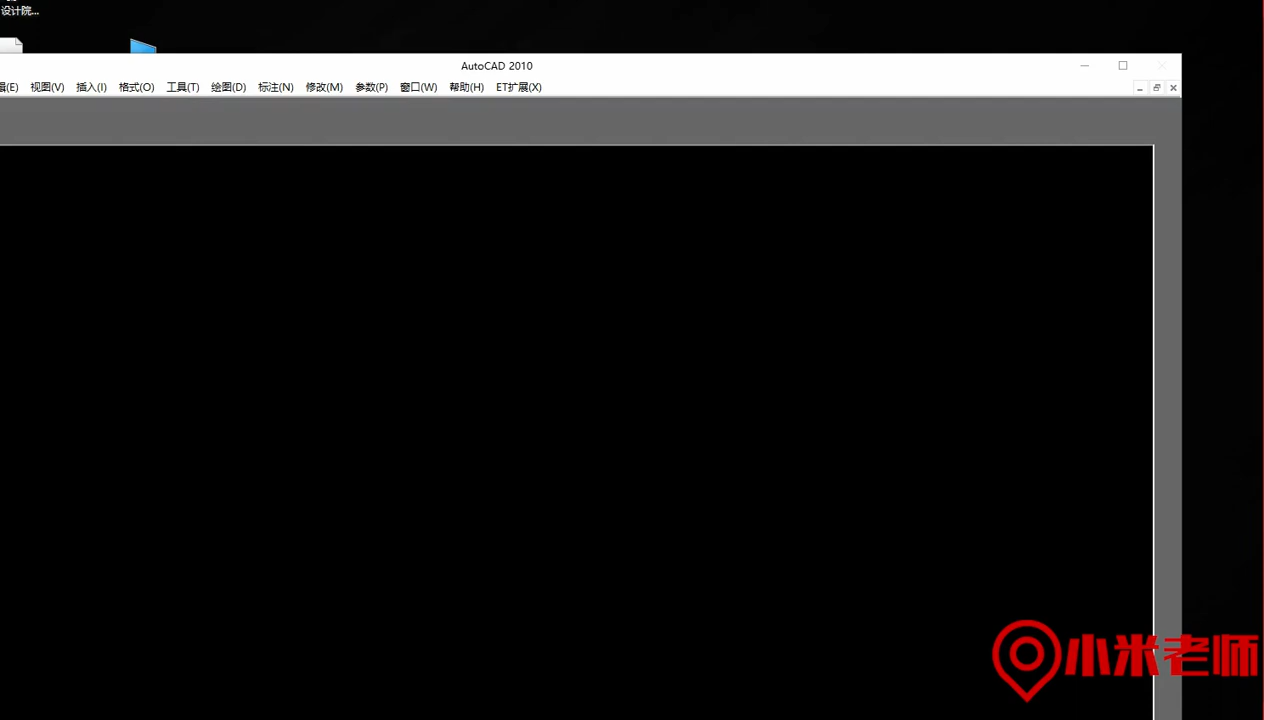 设计院...
AutoCAD 2010
辑(E) 视图(V) 插入(I) 格式(O) 工具(T) 绘图(D) 标注(N) 修改(M) 参数(P) 窗口(W) 帮助(H) ET扩展(X)
小米老师